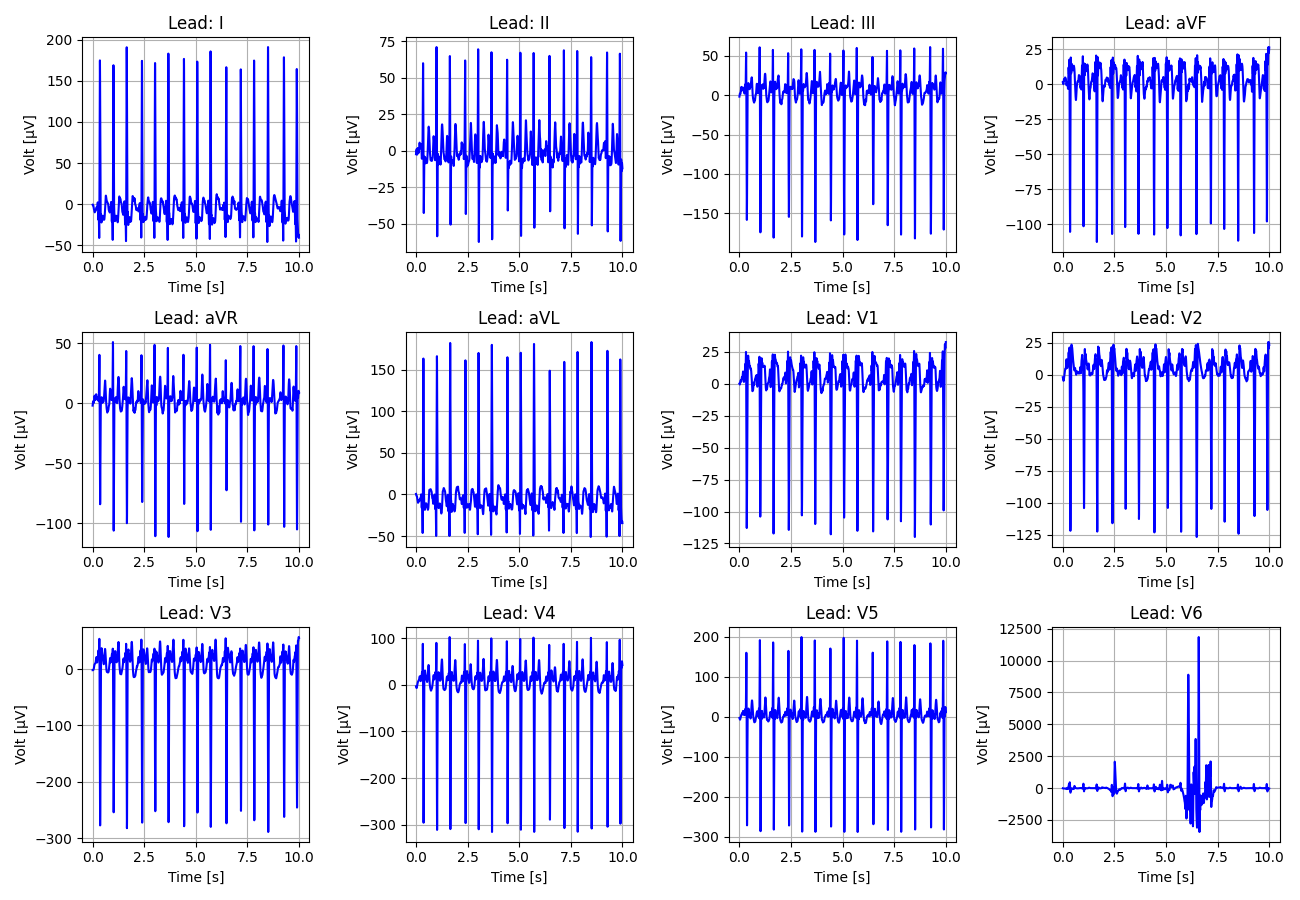 Lead: I
Lead: II
Lead: III
Lead: aVF
Volt [µV]
200
150
100
50
0
−50
0.0 2.5 5.0 7.5 10.0
Time [s]
Volt [µV]
75
50
25
0
−25
−50
0.0 2.5 5.0 7.5 10.0
Time [s]
Volt [µV]
50
0
−50
−100
−150
0.0 2.5 5.0 7.5 10.0
Time [s]
Volt [µV]
25
0
−25
−50
−75
−100
0.0 2.5 5.0 7.5 10.0
Time [s]
Lead: aVR
Lead: aVL
Lead: V1
Lead: V2
Volt [µV]
50
0
−50
−100
0.0 2.5 5.0 7.5 10.0
Time [s]
Volt [µV]
150
100
50
0
−50
0.0 2.5 5.0 7.5 10.0
Time [s]
Volt [µV]
25
0
−25
−50
−75
−100
−125
0.0 2.5 5.0 7.5 10.0
Time [s]
Volt [µV]
25
0
−25
−50
−75
−100
−125
0.0 2.5 5.0 7.5 10.0
Time [s]
Lead: V3
Lead: V4
Lead: V5
Lead: V6
Volt [µV]
0
−100
−200
−300
0.0 2.5 5.0 7.5 10.0
Time [s]
Volt [µV]
100
0
−100
−200
−300
0.0 2.5 5.0 7.5 10.0
Time [s]
Volt [µV]
200
100
0
−100
−200
−300
0.0 2.5 5.0 7.5 10.0
Time [s]
Volt [µV]
12500
10000
7500
5000
2500
0
−2500
0.0 2.5 5.0 7.5 10.0
Time [s]